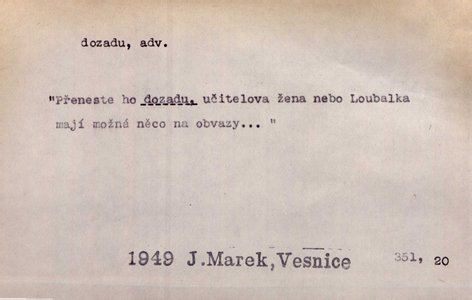 dozadu, adv.
"Přeneste ho dozadu, učitelova žena nebo Loubalka
mají možná něco na obvazy... "
1949 J.Marek,Vesnice 351, 20